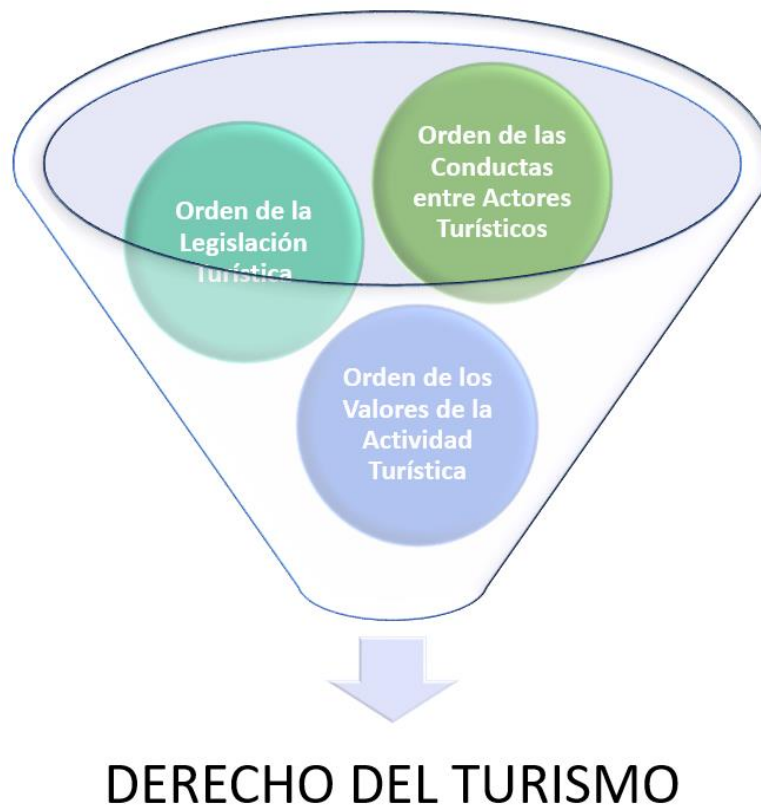 Orden de las
Conductas
entre Actores
Turísticos
Orden de la
Legislación
Turística
Orden de los
Valores de la
Actividad
Turística
DERECHO DEL TURISMO